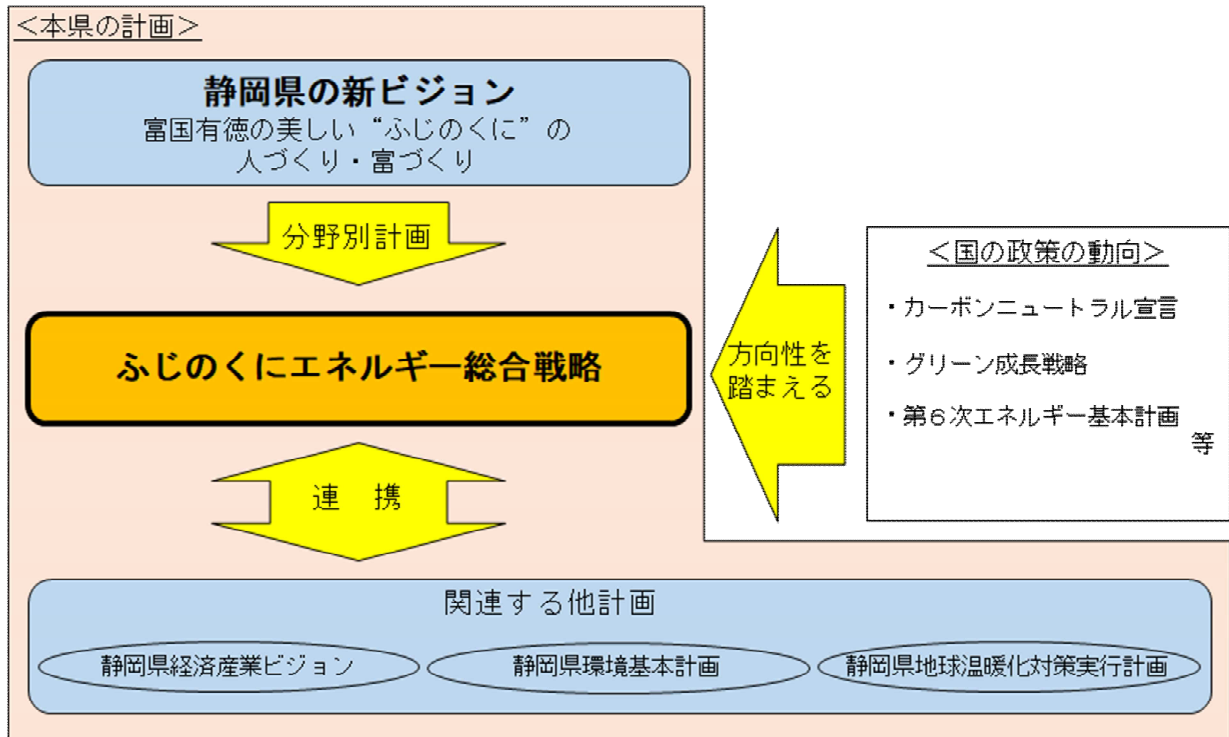 ＜本県の計画＞
静岡県の新ビジョン
富国有徳の美しい“ふじのくに”の
人づくり・富づくり
分野別計画
ふじのくにエネルギー総合戦略
方向性を
踏まえる
＜国の政策の動向＞
・カーボンニュートラル宣言
・グリーン成長戦略
・第６次エネルギー基本計画
等
連　携
関連する他計画
静岡県経済産業ビジョン
静岡県環境基本計画
静岡県地球温暖化対策実行計画